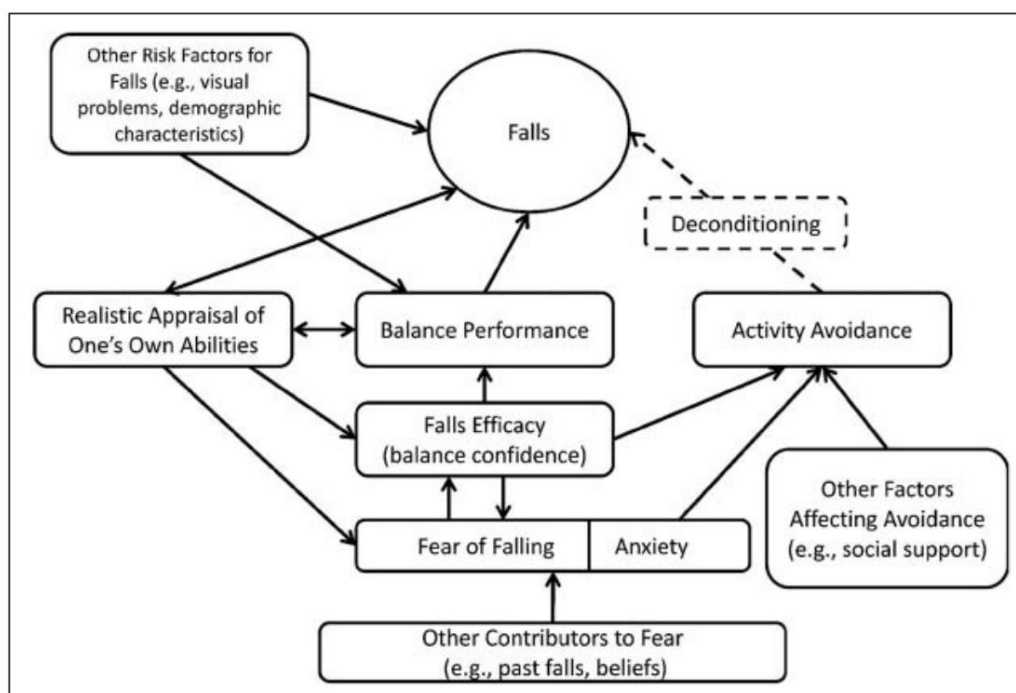 Other Risk Factors for
Falls (e.g., visual
problems, demographic
characteristics)
Falls
Deconditioning
Realistic Appraisal of
One's Own Abilities
Balance Performance
Activity Avoidance
Falls Efficacy
(balance confidence)
Other Factors
Affecting Avoidance
(e.g., social support)
Fear of Falling
Anxiety
Other Contributors to Fear
(e.g., past falls, beliefs)